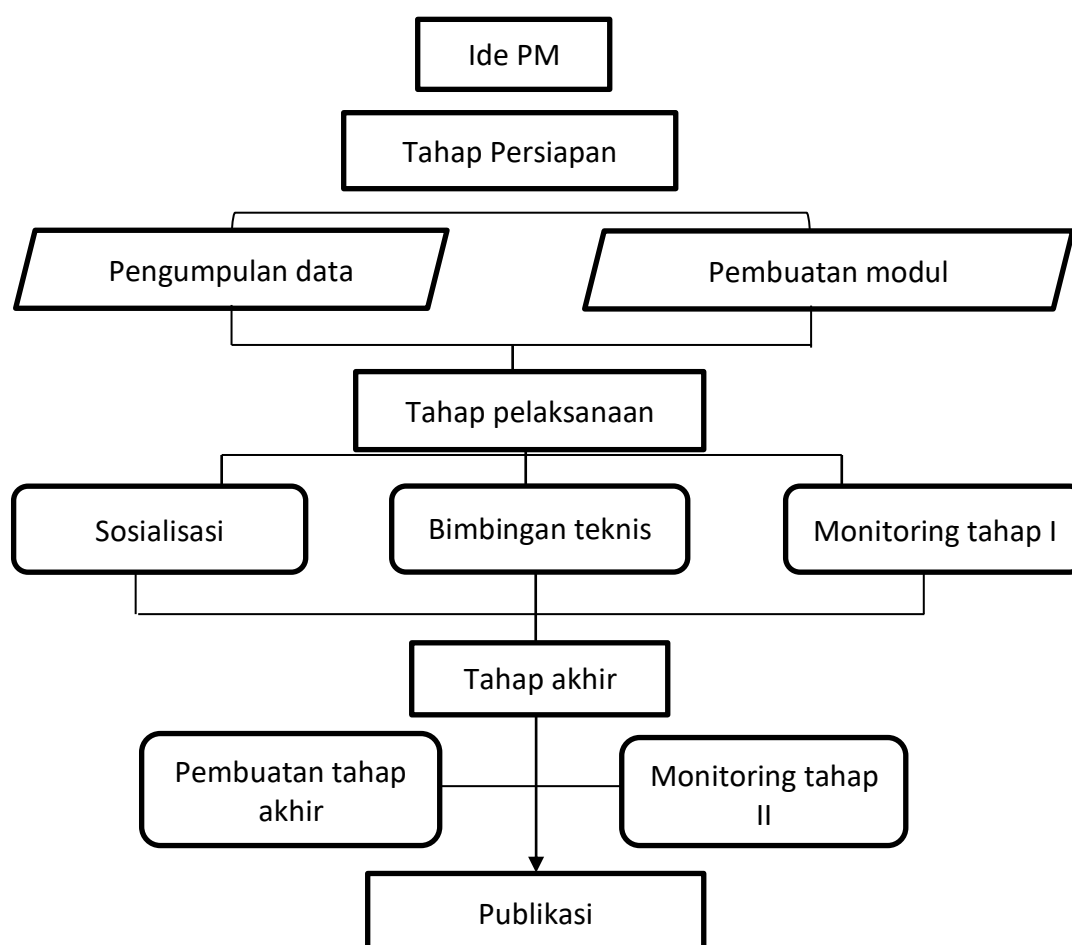 Ide PM
Tahap Persiapan
Pengumpulan data
Pembuatan modul
Tahap pelaksanaan
Sosialisasi
Bimbingan teknis
Monitoring tahap I
Tahap akhir
Pembuatan tahap
akhir
Monitoring tahap
II
Publikasi